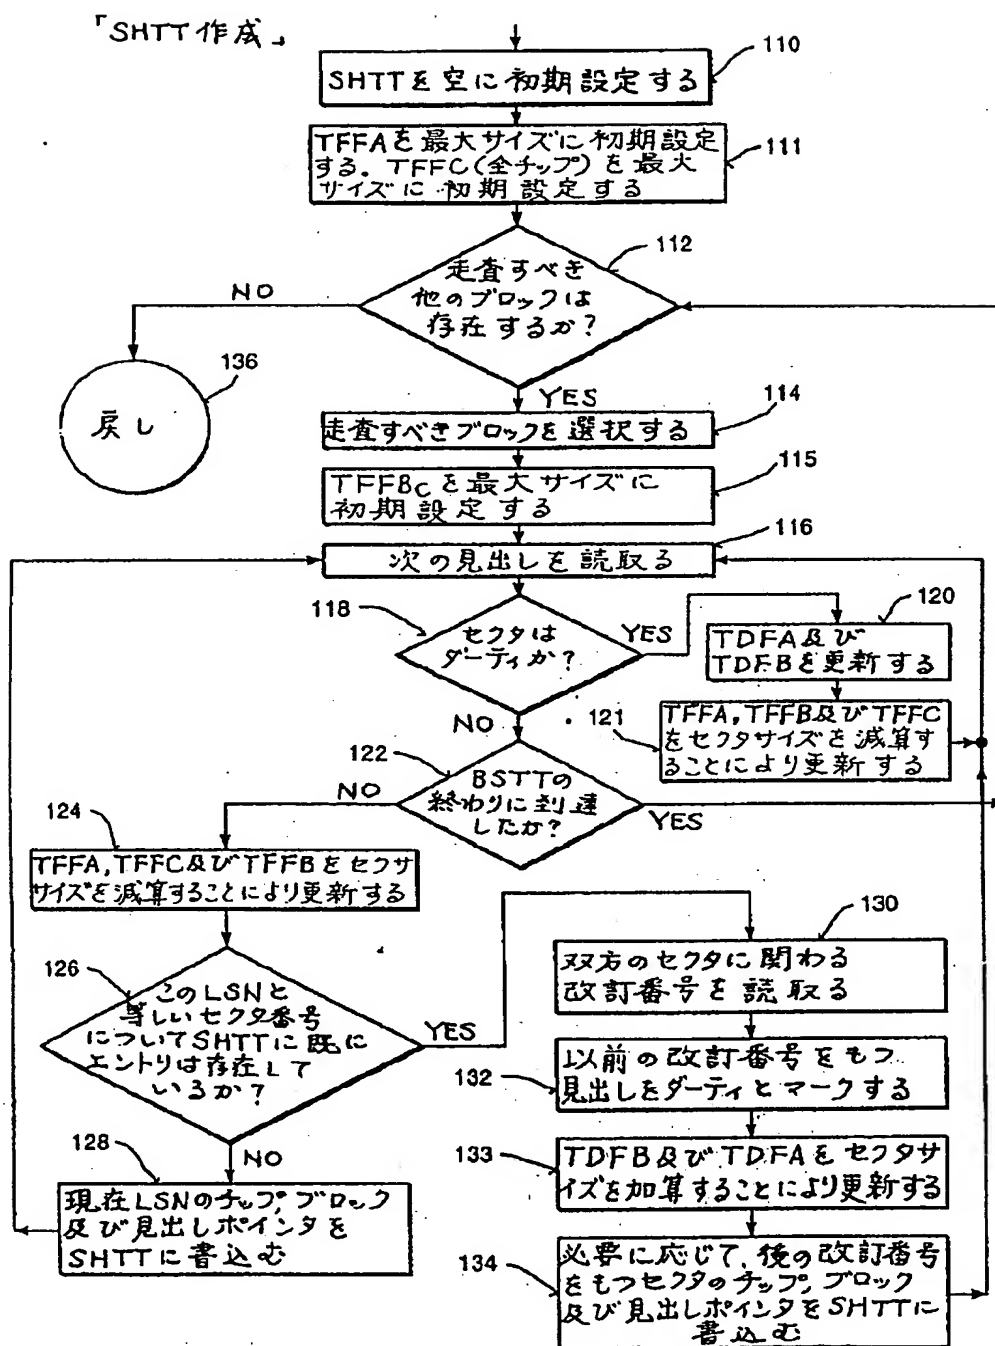 「SHTT作成」
110
SHTTを空に初期設定する
TFFAを最大サイズに初期設定
する.TFFC(全チップ)を最大
サイズに初期設定する
111
112
走査すべき
他のブロックは
存在するか?
NO
136
戻し
YES
114
走査すべきブロックを選択する
115
TFFBcを最大サイズに
初期設定する
116
次の見出しを読取る
118
セクタは
ダーティか?
YES
120
TDFA及び
TDFBを更新する
NO
121
TFFA,TFFB及びTFFC
をセクタサイズを減算す
ることにより更新する
122
BSTTの
終わりに到達
したか?
NO
YES
124
TFFA,TFFC及びTFFBをセクサ
サイズを減算することにより更新する
126
このLSNと
等しいセクタ番号
についてSHTTに既に
エントリは存在して
いるか?
YES
130
双方のセクタに関わる
改訂番号を読取る
132
以前の改訂番号をもつ
見出しをダーティとマークする
133
TDFB及びTDFAをセクタサ
イズを加算することにより更新する
128
NO
現在LSNのチップ,ブロック
及び見出しポインタを
SHTTに書込む
134
必要に応じて,後の改訂番号
をもつセクタのチップ,ブロック
及び見出しポインタをSHTTに
書込む